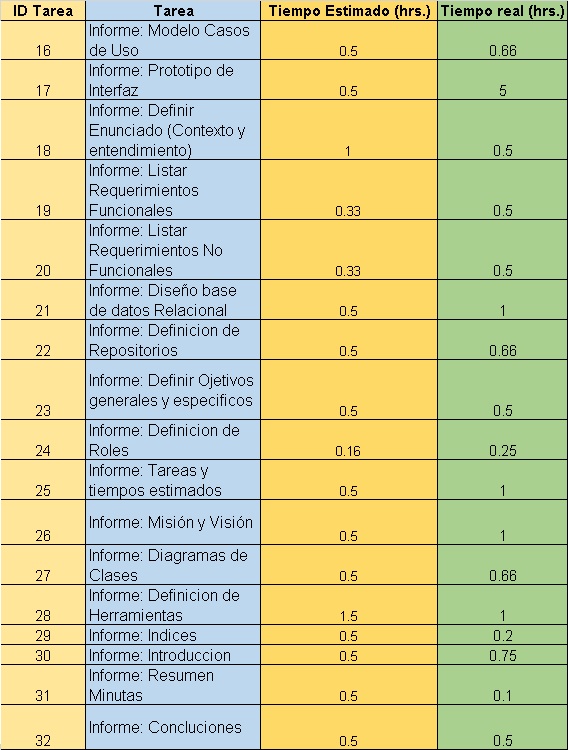 ID Tarea Tarea Tiempo Estimado (hrs.) Tiempo real (hrs.)
Informe: Modelo Casos
16 de Uso 0.5 0.66
Informe: Prototipo de
17 Interfaz 0.5 5
Informe: Definir
Enunciado (Contexto y
18 entendimiento) 1 0.5
Informe: Listar
Requerimientos
19 Funcionales 0.33 0.5
Informe: Listar
Requerimientos No
20 Funcionales 0.33 0.5
Informe: Diseño base
21 de datos Relacional 0.5 1
Informe: Definicion de
22 Repositorios 0.5 0.66
Informe: Definir Ojetivos
generales y especificos
23 0.5 0.5
Informe: Definicion de
24 Roles 0.16 0.25
Informe: Tareas y
25 tiempos estimados 0.5 1
Informe: Misión y Visión
26 0.5 1
Informe: Diagramas de
27 Clases 0.5 0.66
Informe: Definicion de
28 Herramientas 1.5 1
29 Informe: Indices 0.5 0.2
30 Informe: Introduccion 0.5 0.75
Informe: Resumen
31 Minutas 0.5 0.1
Informe: Concluciones
32 0.5 0.5